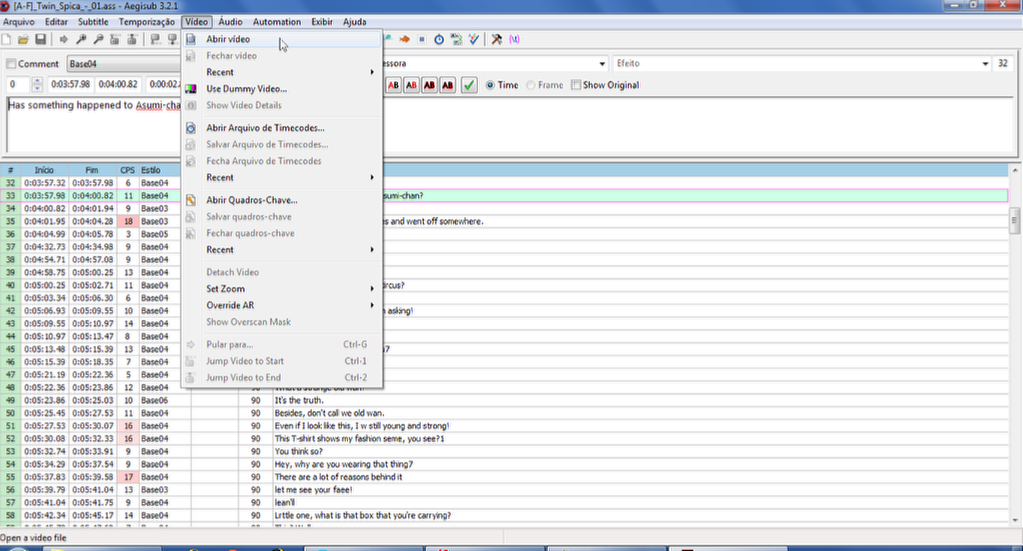 [A-F]_Twin_Spica_-_01.ass - Aegisub 3.2.1
Arquivo Editar Subtitle Temporização Vídeo Áudio Automation Exibir Ajuda
Comment Base04 Efeito 32
0 0:03:57.98 0:04:00.82 Time Frame Show Original
Has something happened to Asumi-cha
Abrir vídeo
Fechar vídeo
Recent
Use Dummy Video...
Show Video Details
Abrir Arquivo de Timecodes...
Salvar Arquivo de Timecodes...
Fecha Arquivo de Timecodes
Recent
Abrir Quadros-Chave...
Salvar quadros-chave
Fechar quadros-chave
Recent
Detach Video
Set Zoom
Override AR
Show Overscan Mask
Pular para... Ctrl-G
Jump Video to Start Ctrl-1
Jump Video to End Ctrl-2
# Início Fim CPS Estilo
32 0:03:57.32 0:03:57.98 6 Base04
33 0:03:57.98 0:04:00.82 11 Base04 sumi-chan?
34 0:04:00.82 0:04:01.94 9 Base03
35 0:04:01.95 0:04:04.28 18 Base03 es and went off somewhere.
36 0:04:04.99 0:04:05.78 3 Base05
37 0:04:32.73 0:04:34.98 9 Base04
38 0:04:54.71 0:04:57.08 9 Base04
39 0:04:58.75 0:05:00.25 13 Base04
40 0:05:00.25 0:05:02.71 11 Base04 rcus?
41 0:05:03.34 0:05:06.30 6 Base04
42 0:05:06.93 0:05:09.55 10 Base04 asking!
43 0:05:09.55 0:05:10.97 14 Base04
44 0:05:10.97 0:05:13.47 8 Base04
45 0:05:13.48 0:05:15.39 13 Base04
46 0:05:15.39 0:05:18.35 7 Base04
47 0:05:21.19 0:05:22.36 5 Base04
48 0:05:22.36 0:05:23.86 12 Base04
49 0:05:23.86 0:05:25.03 10 Base06 90 It's the truth.
50 0:05:25.45 0:05:27.53 11 Base04 90 Besides, don't call we old wan.
51 0:05:27.53 0:05:30.07 16 Base04 90 Even if I look like this, I w still young and strong!
52 0:05:30.08 0:05:32.33 16 Base04 90 This T-shirt shows my fashion seme, you see?1
53 0:05:32.74 0:05:33.91 9 Base04 90 You think so?
54 0:05:34.29 0:05:37.54 9 Base04 90 Hey, why are you wearing that thing7
55 0:05:37.83 0:05:39.58 17 Base04 90 There are a lot of reasons behind it
56 0:05:39.79 0:05:41.04 13 Base03 90 let me see your faee!
57 0:05:41.04 0:05:41.75 9 Base04 90 lean'll
58 0:05:42.34 0:05:45.17 14 Base04 90 Lrttle one, what is that box that you're carrying?
Open a video file